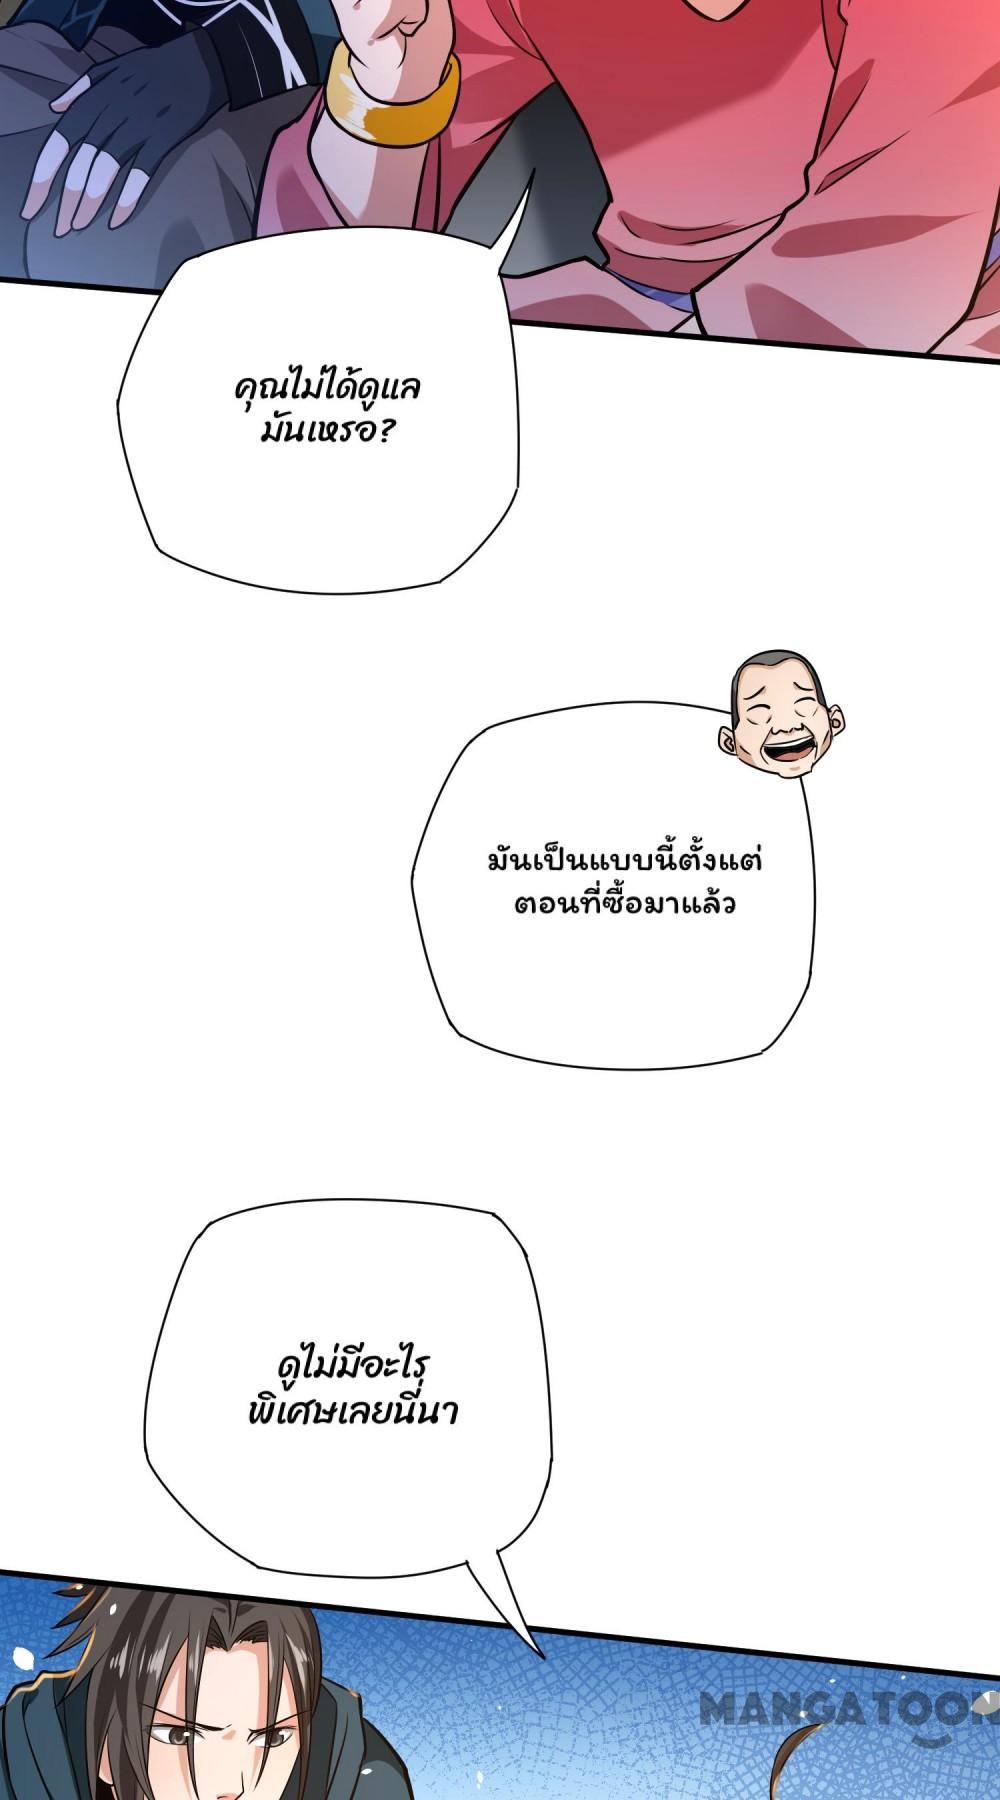 คุณไม่ได้ดูแล
มันเหรอ?
มันเป็นแบบนี้ตั้งแต่
ตอนที่ซื้อมาแล้ว
ดูไม่มีอะไร
พิเศษเลยนี่นา
MANGATOON